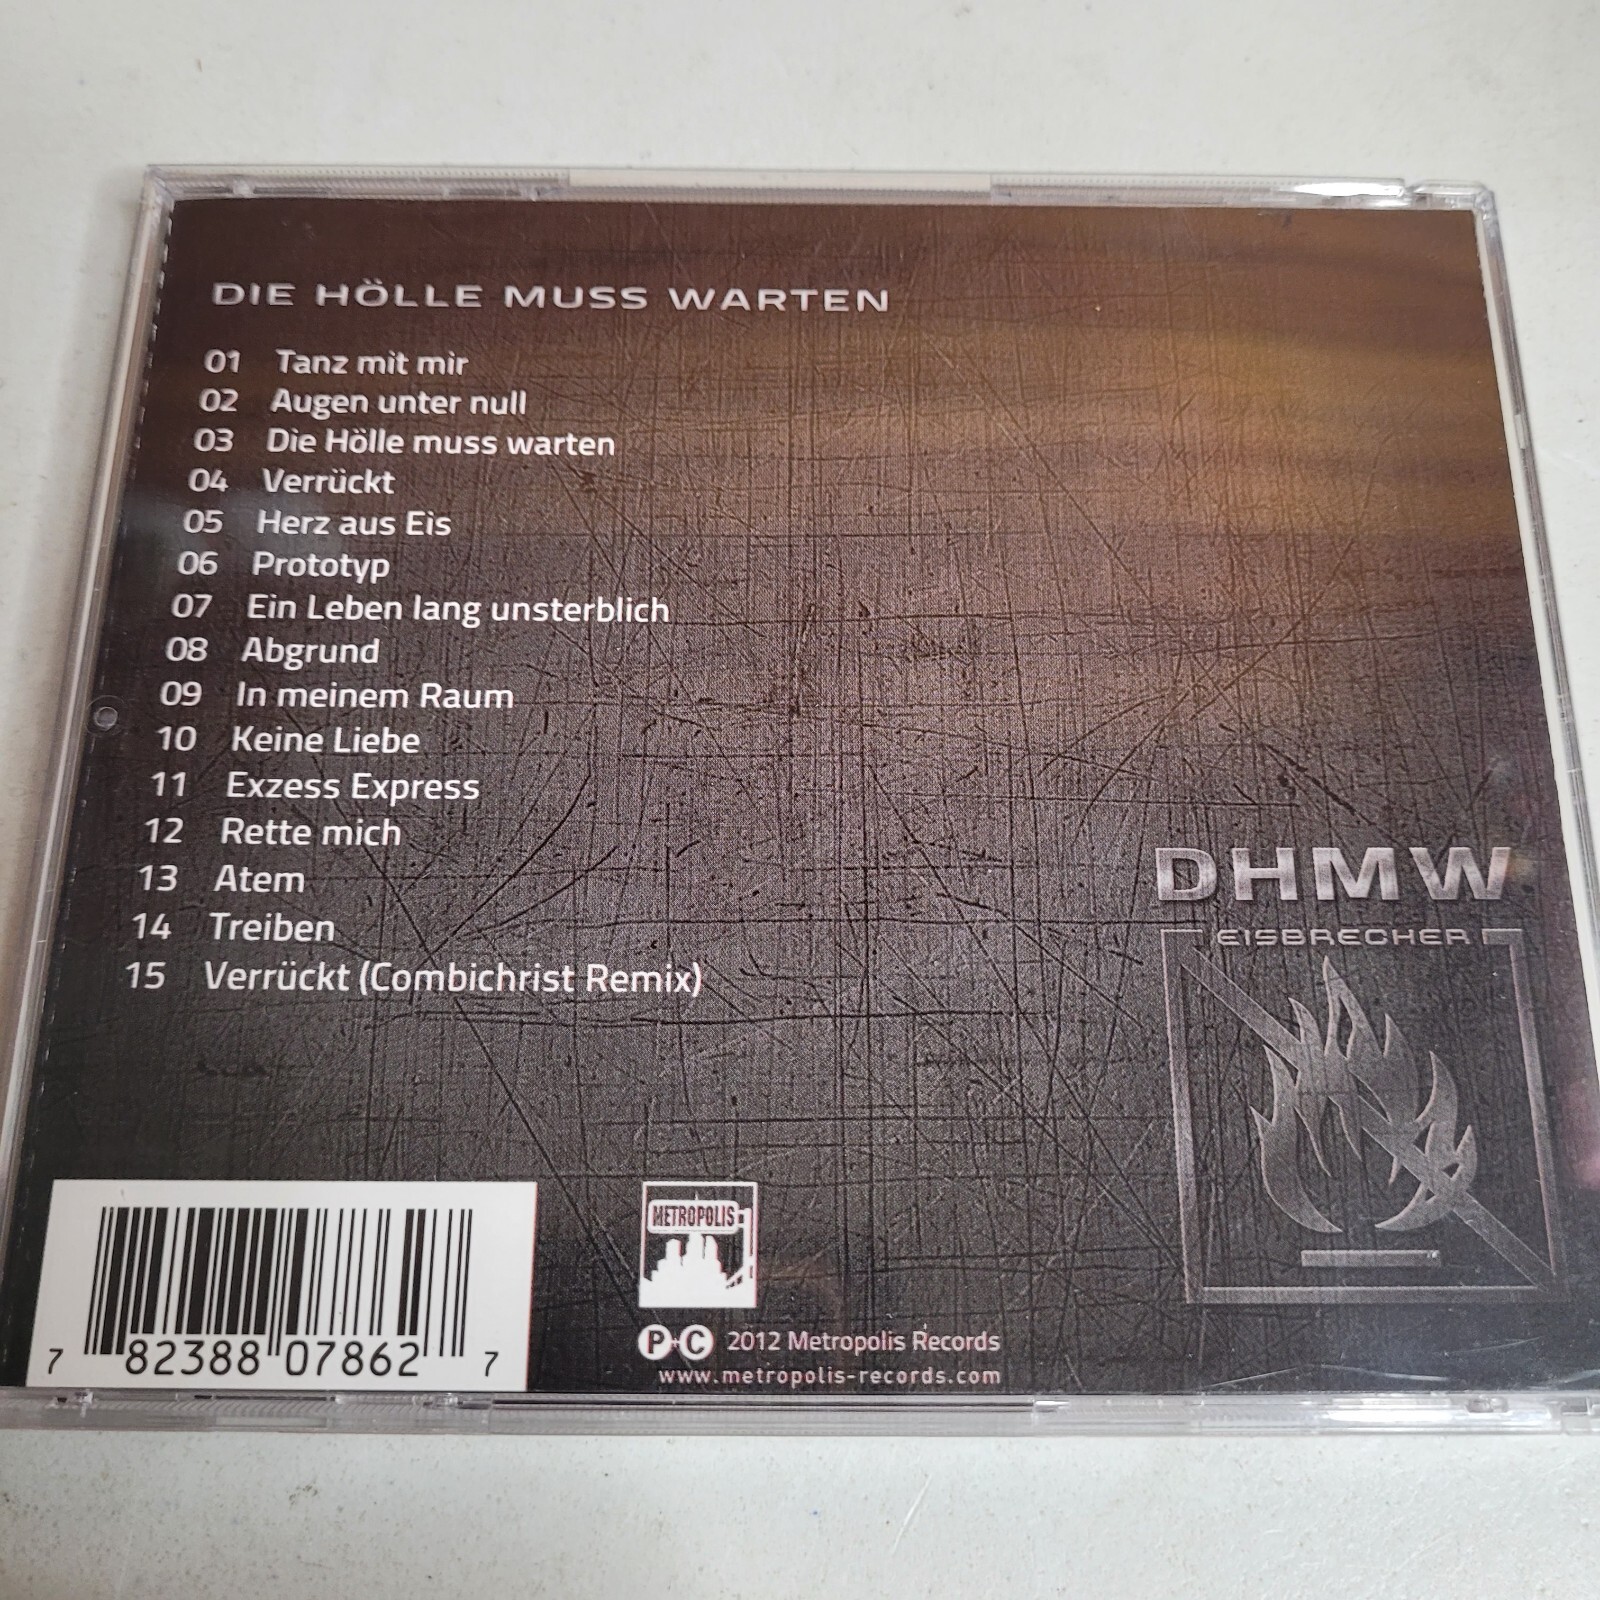 DIE HÖLLE MUSS WARTEN
01 Tanz mit mir
02 Augen unter null
03 Die Hölle muss warten
04 Verrückt
05 Herz aus Eis
06 Prototyp
07 Ein Leben lang unsterblich
08 Abgrund
09 In meinem Raum
10 Keine Liebe
11 Exzess Express
12 Rette mich
13 Atem
14 Treiben
15 Verrückt (Combichrist Remix)
DHMW
EISBRECHER
METROPOLIS
P+C 2012 Metropolis Records
www.metropolis-records.com
7 82388 07862 7